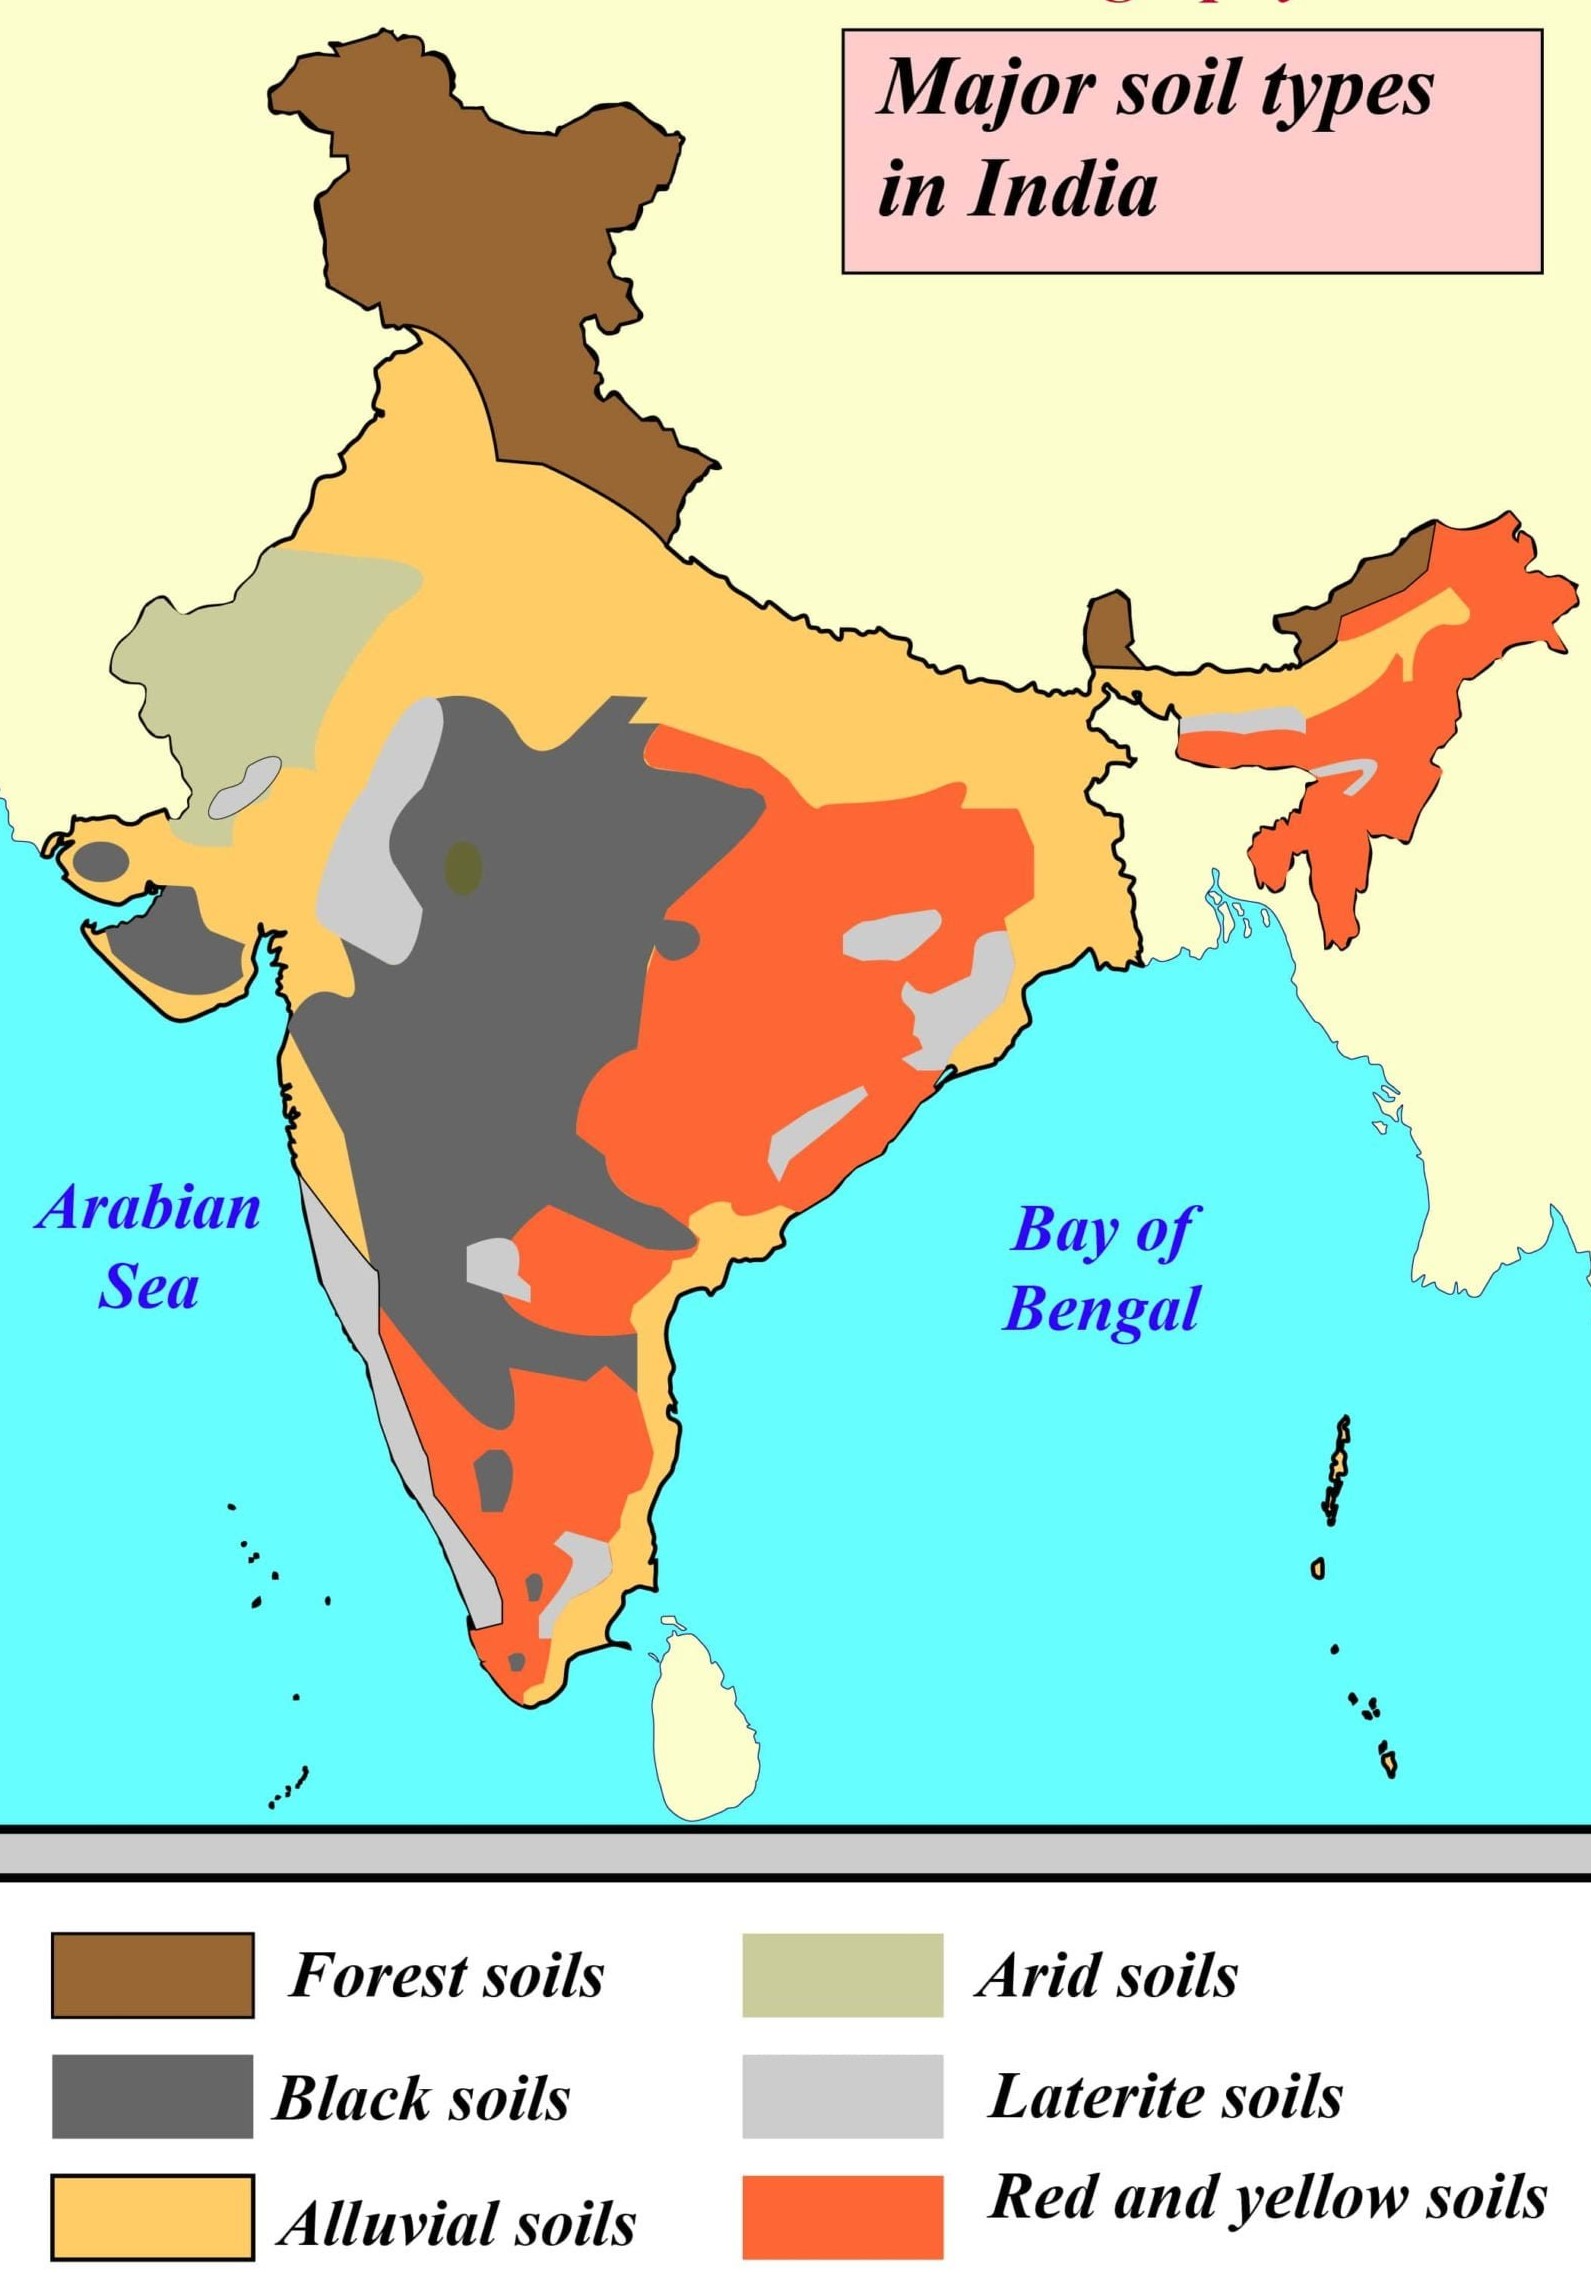 Major soil types
in India
Arabian
Sea
Bay of
Bengal
Forest soils
Arid soils
Black soils
Laterite soils
Alluvial soils
Red and yellow soils